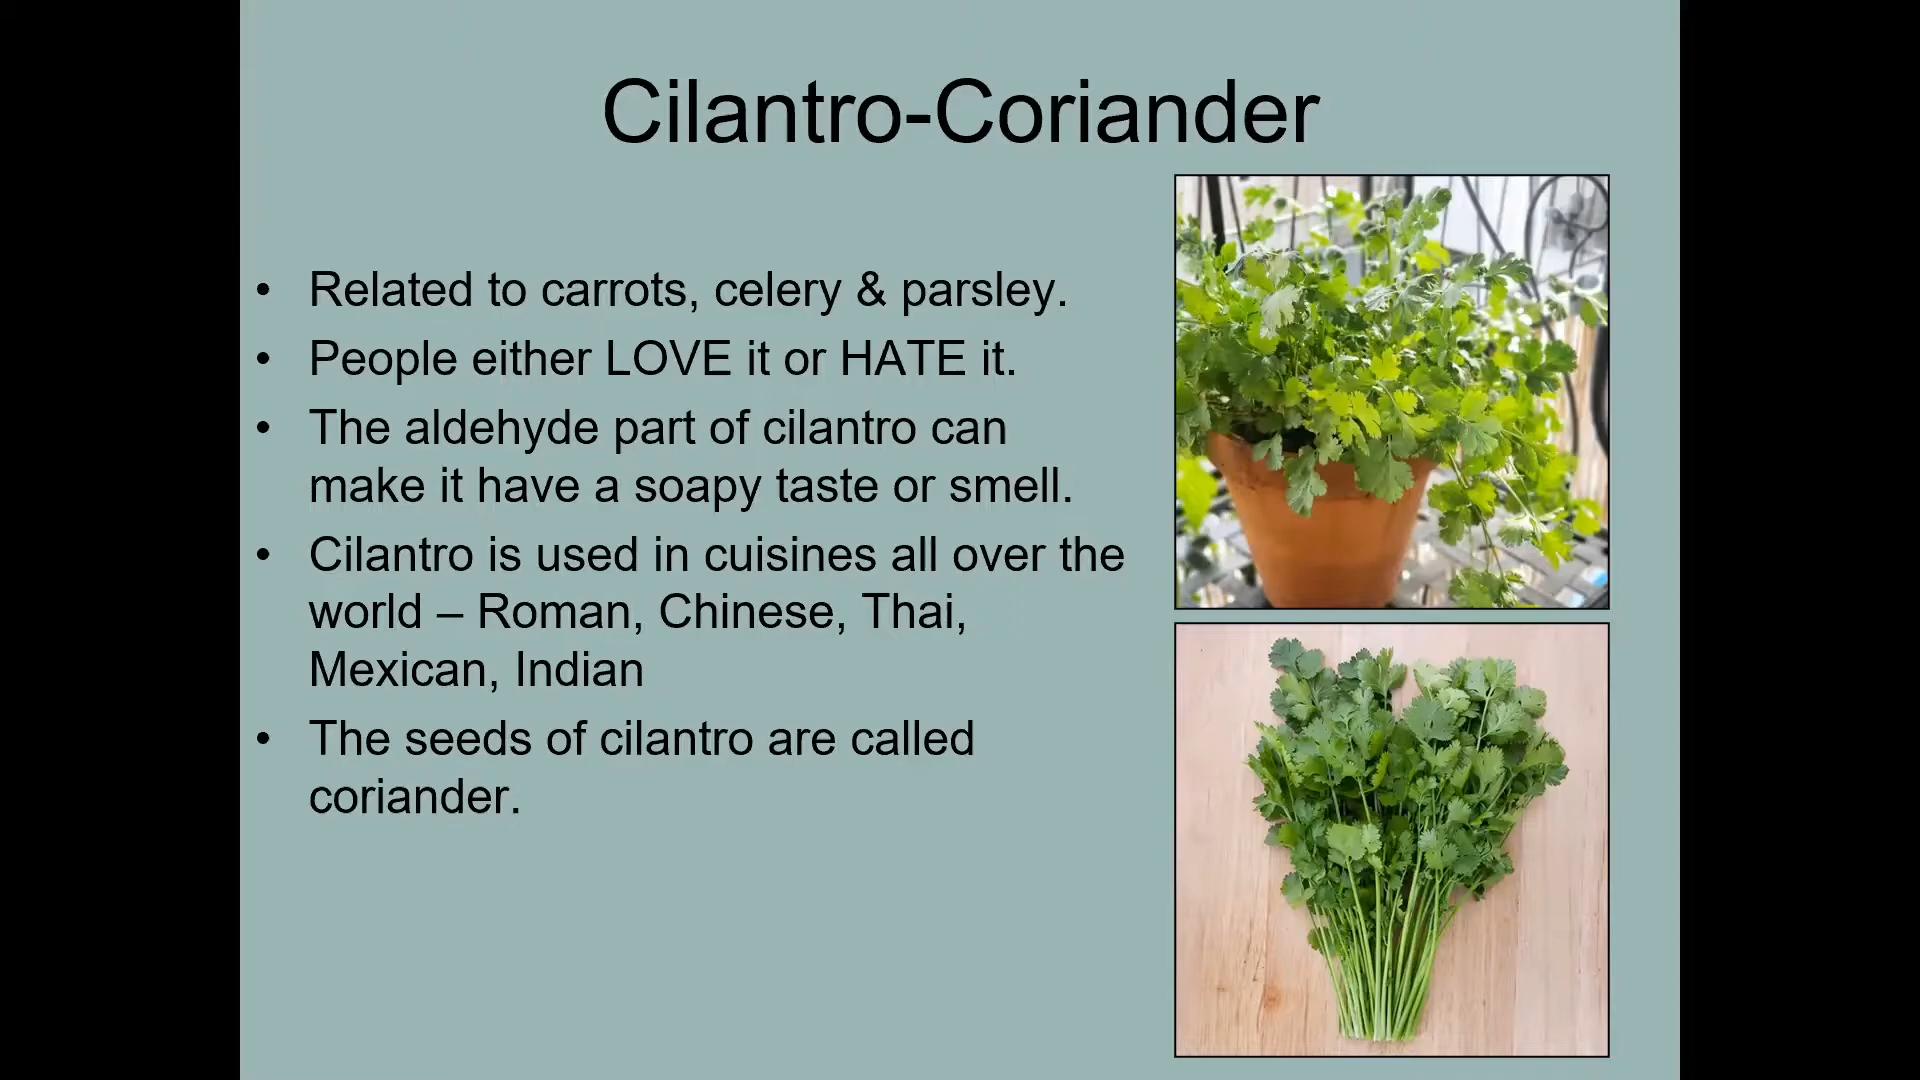 Cilantro-Coriander
• Related to carrots, celery & parsley.
• People either LOVE it or HATE it.
• The aldehyde part of cilantro can
make it have a soapy taste or smell.
• Cilantro is used in cuisines all over the
world – Roman, Chinese, Thai,
Mexican, Indian
• The seeds of cilantro are called
coriander.